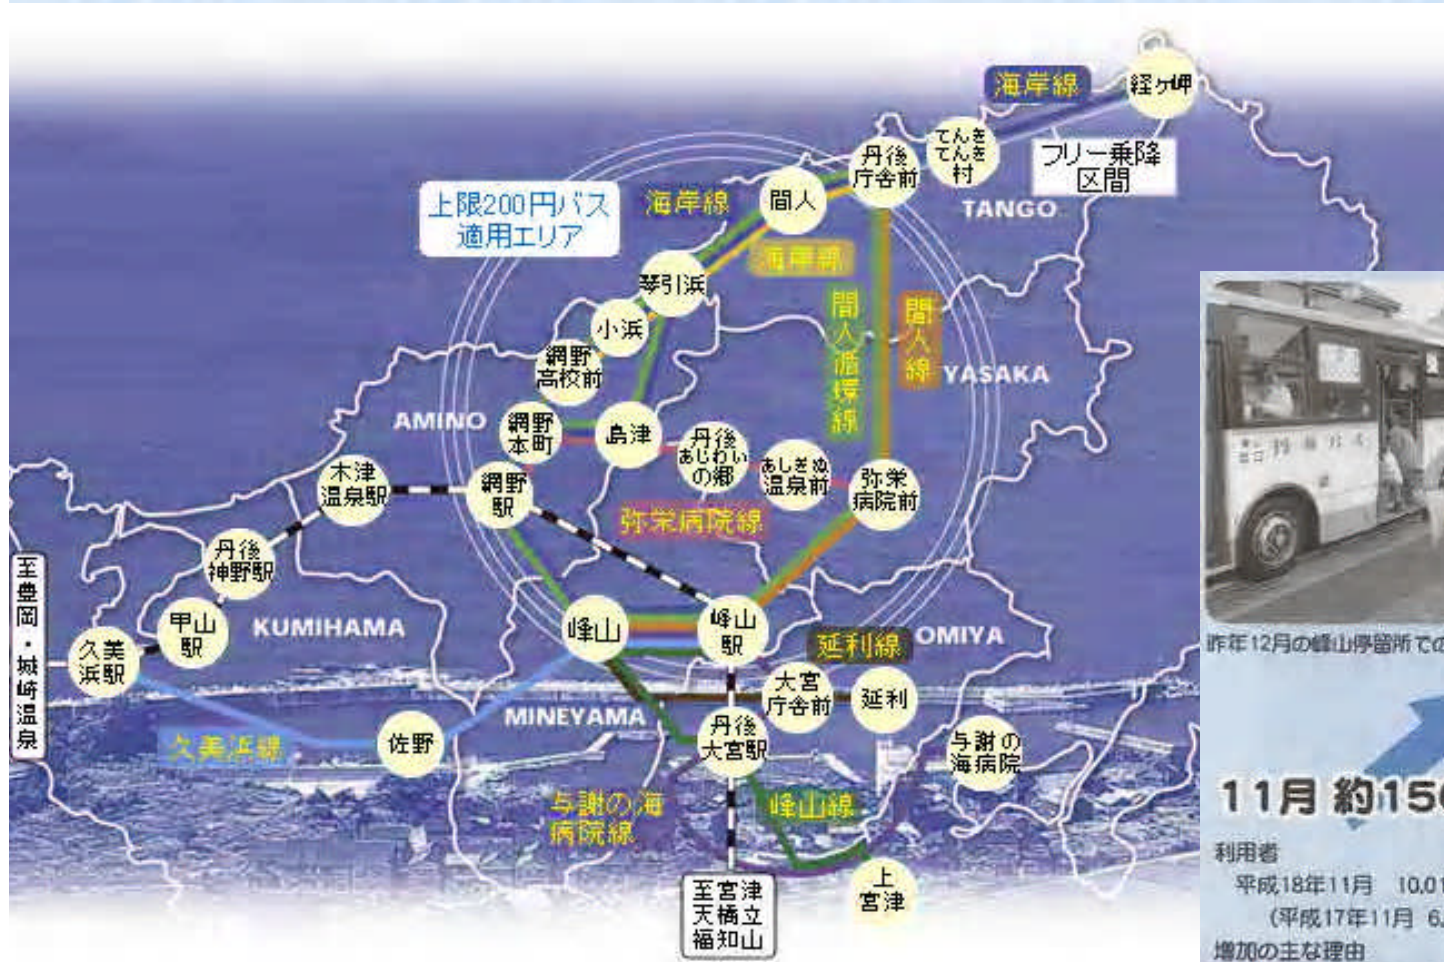 海岸線
経ヶ岬
てんき
てんき
村
フリー乗降
区間
丹後
庁舎前
TANGO
上限200円バス
適用エリア
海岸線
間人
海岸線
琴引浜
小浜
網野
高校前
間
人
循
環
線
間
人
線
YASAKA
AMINO
網野
本町
島津
丹後
あじわい
の郷
あしぎぬ
温泉前
弥栄
病院前
木津
温泉駅
網野
駅
弥栄病院線
丹後
神野駅
至
豊
岡
・
城
崎
温
泉
甲山
駅
KUMIHAMA
久美
浜駅
峰山
峰山
駅
延利線
OMIYA
大宮
庁舎前
延利
MINEYAMA
丹後
大宮駅
久美浜線
佐野
与謝の
海病院
与謝の海
病院線
峰山線
上
宮津
至宮津
天橋立
福知山
昨年12月の峰山停留所での
11月 約15
利用者
平成18年11月 10.01
(平成17年11月 6.
増加の主な理由